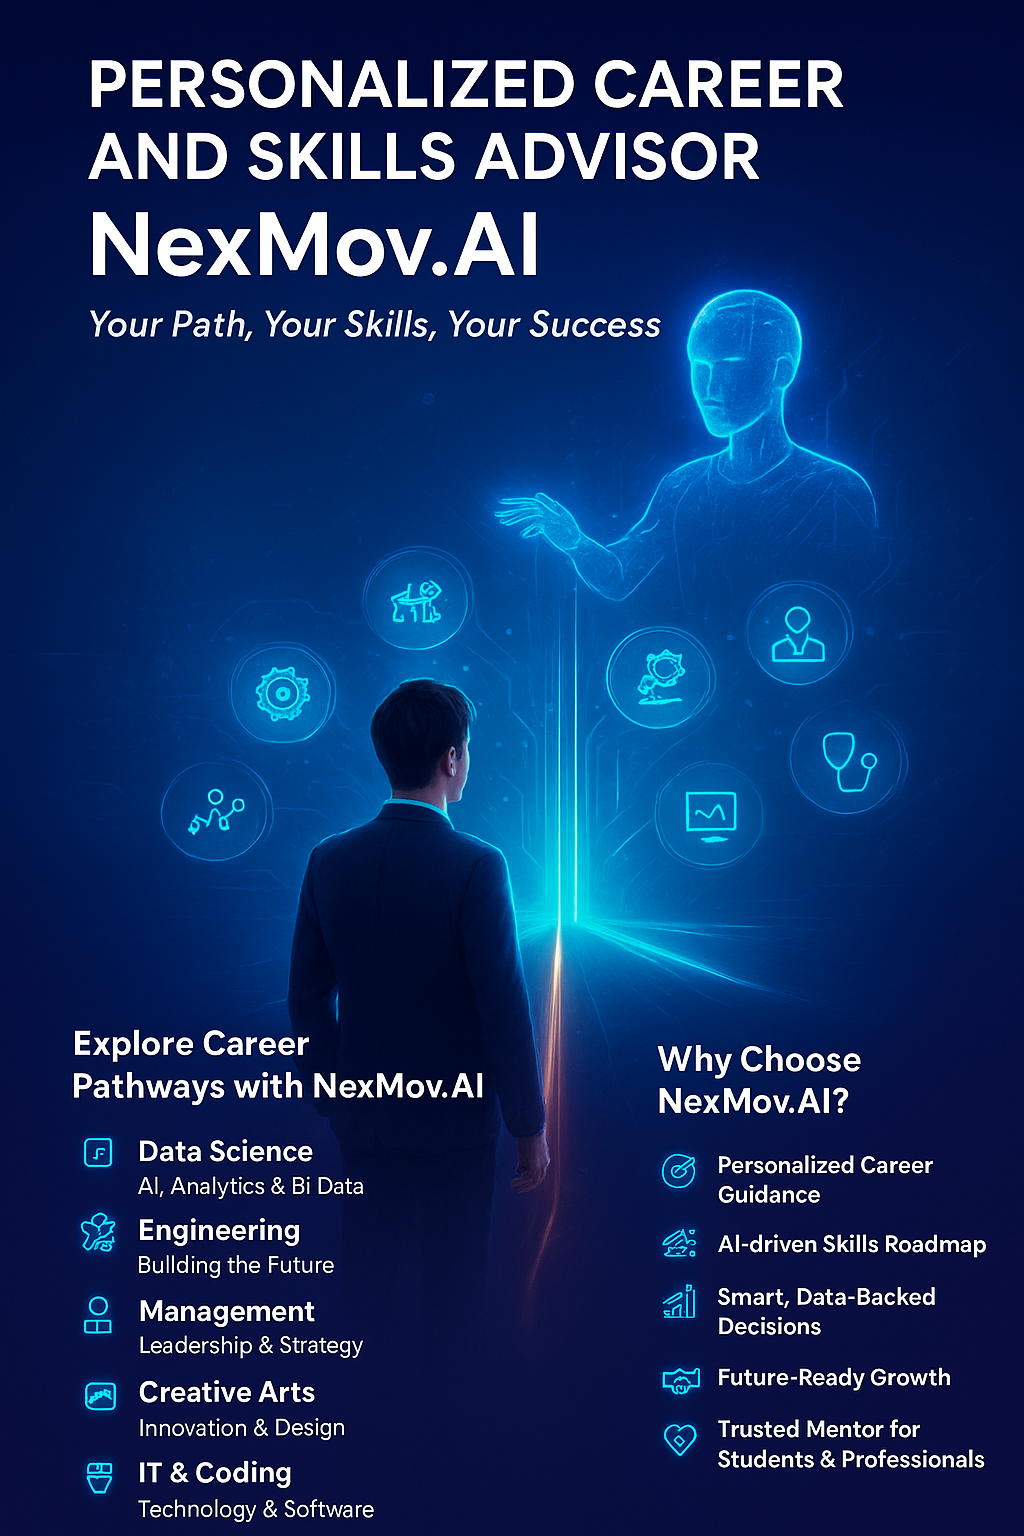 PERSONALIZED CAREER
AND SKILLS ADVISOR
NexMov.AI
Your Path, Your Skills, Your Success
Explore Career
Pathways with NexMov.AI
Data Science
AI, Analytics & Bi Data
Engineering
Bullding the Future
Management
Leadership & Strategy
Creative Arts
Innovation & Design
IT & Coding
Technology & Software
Why Choose
NexMov.AI?
Personalized Career
Guidance
AI-driven Skills Roadmap
Smart, Data-Backed
Decisions
Future-Ready Growth
Trusted Mentor for
Students & Professionals